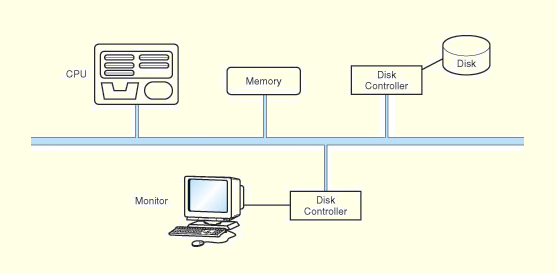 CPU
Memory
Disk
Controller
Disk
Monitor
Disk
Controller